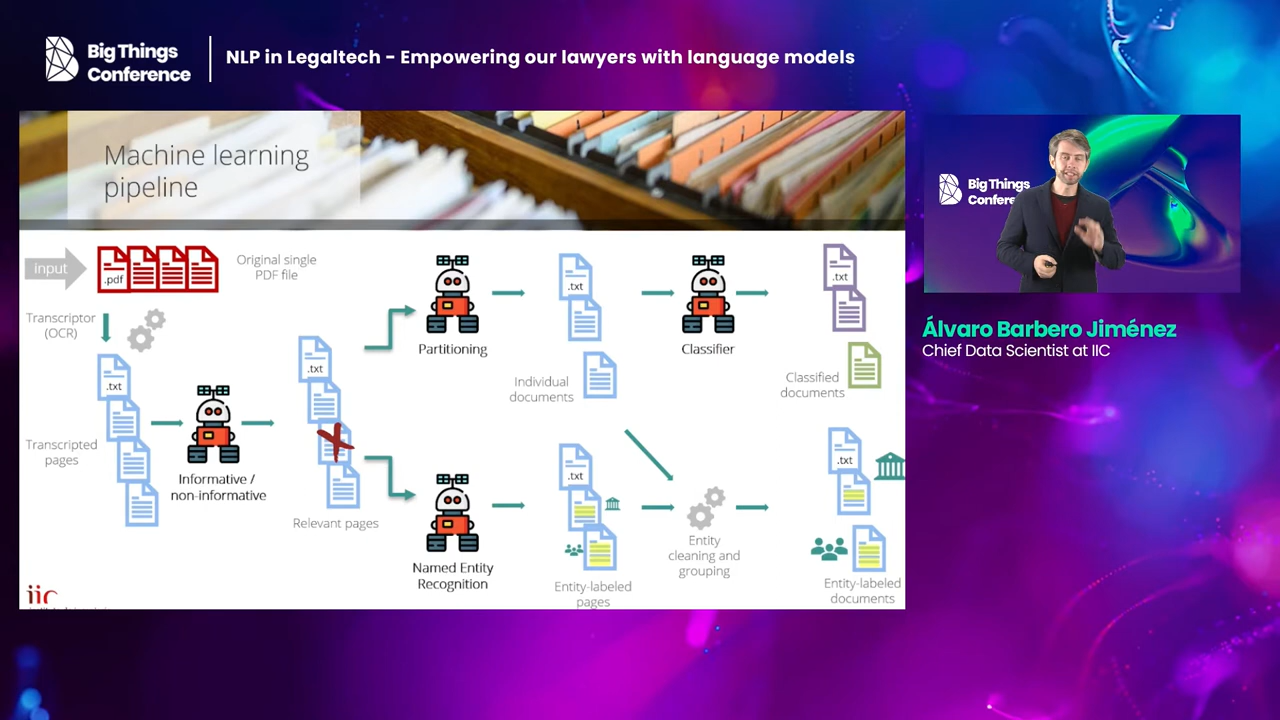 Big Things
Conference
NLP in Legaltech - Empowering our lawyers with language models
Machine learning
pipeline
Input
.pdf
Original single
PDF file
Transcriptor
(OCR)
.txt
Transcripted
pages
Informative /
non-informative
.txt
Relevant pages
Partitioning
.txt
Individual
documents
Classifier
.txt
Classified
documents
Named Entity
Recognition
.txt
Entity-labeled
pages
Entity
cleaning and
grouping
.txt
Entity-labeled
documents
iic
Big Things
Confere
Álvaro Barbero Jiménez
Chief Data Scientist at IIC